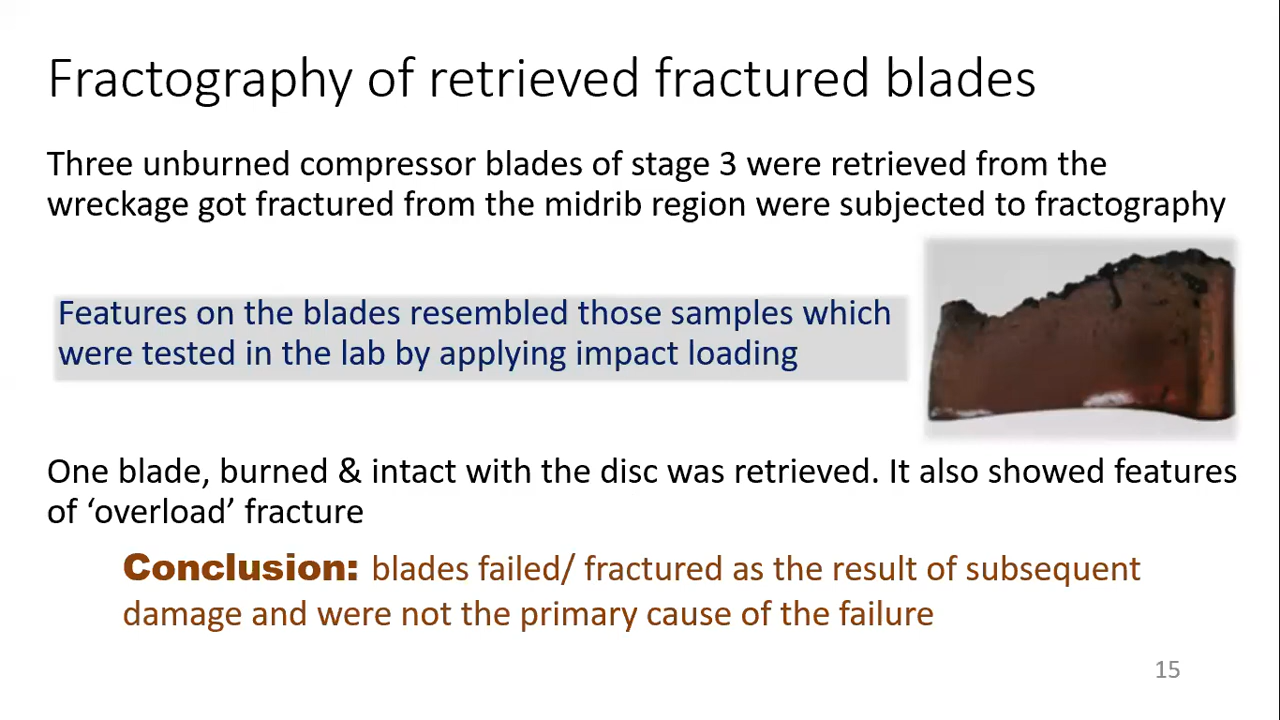 Fractography of retrieved fractured blades
Three unburned compressor blades of stage 3 were retrieved from the
wreckage got fractured from the midrib region were subjected to fractography
Features on the blades resembled those samples which
were tested in the lab by applying impact loading
One blade, burned & intact with the disc was retrieved. It also showed features
of ‘overload’ fracture
Conclusion: blades failed/ fractured as the result of subsequent
damage and were not the primary cause of the failure
15